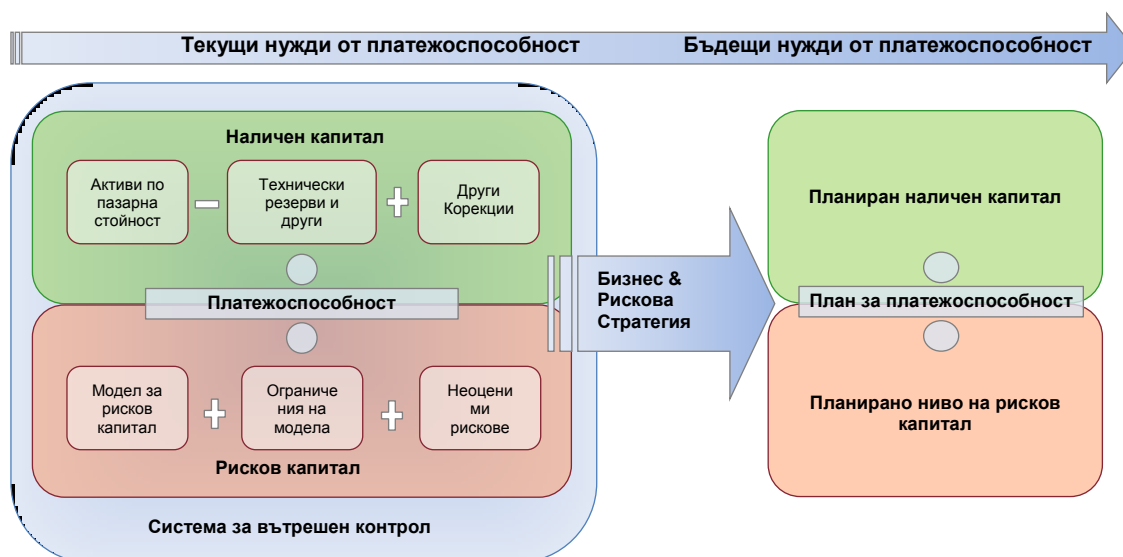 Текущи нужди от платежоспособност
Бъдещи нужди от платежоспособност
Наличен капитал
Активи по
пазарна
стойност
Технически
резерви и
други
Други
Корекции
Платежоспособност
Модел за
рисков
капитал
Ограниче
ния на
модела
Неоцени
ми
рискове
Рисков капитал
Система за вътрешен контрол
Бизнес &
Рискова
Стратегия
Планиран наличен капитал
План за платежоспособност
Планирано ниво на рисков
капитал